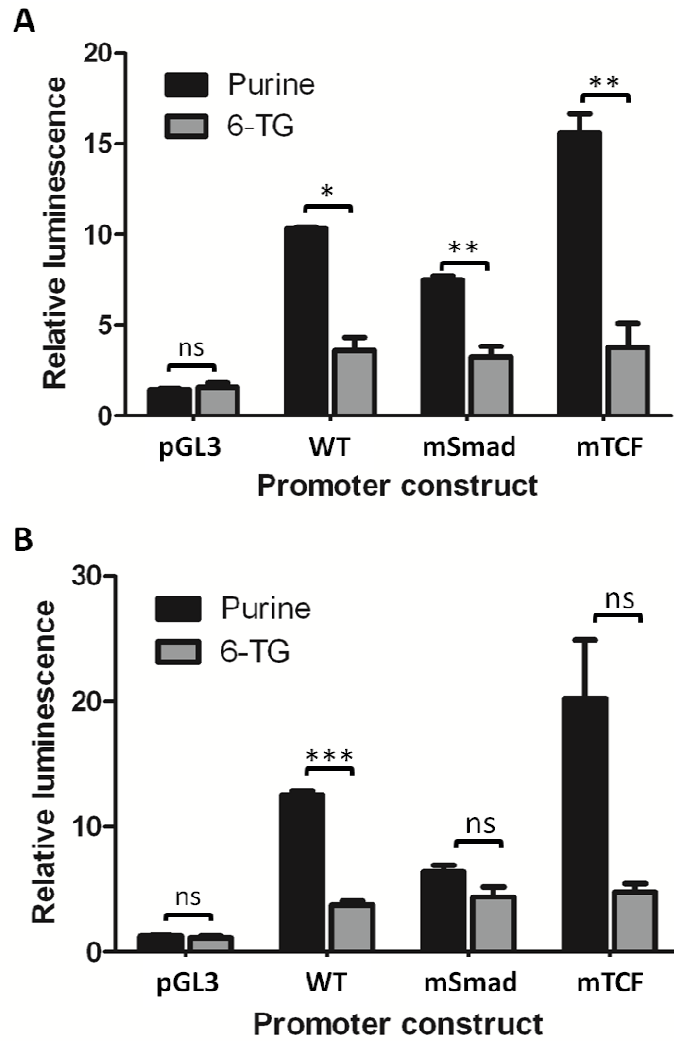 A
20
15
10
5
0
Relative luminescence
Purine
6-TG
ns
*
**
**
pGL3 WT mSmad mTCF
Promoter construct
B
30
20
10
0
Relative luminescence
Purine
6-TG
ns
***
ns
ns
pGL3 WT mSmad mTCF
Promoter construct